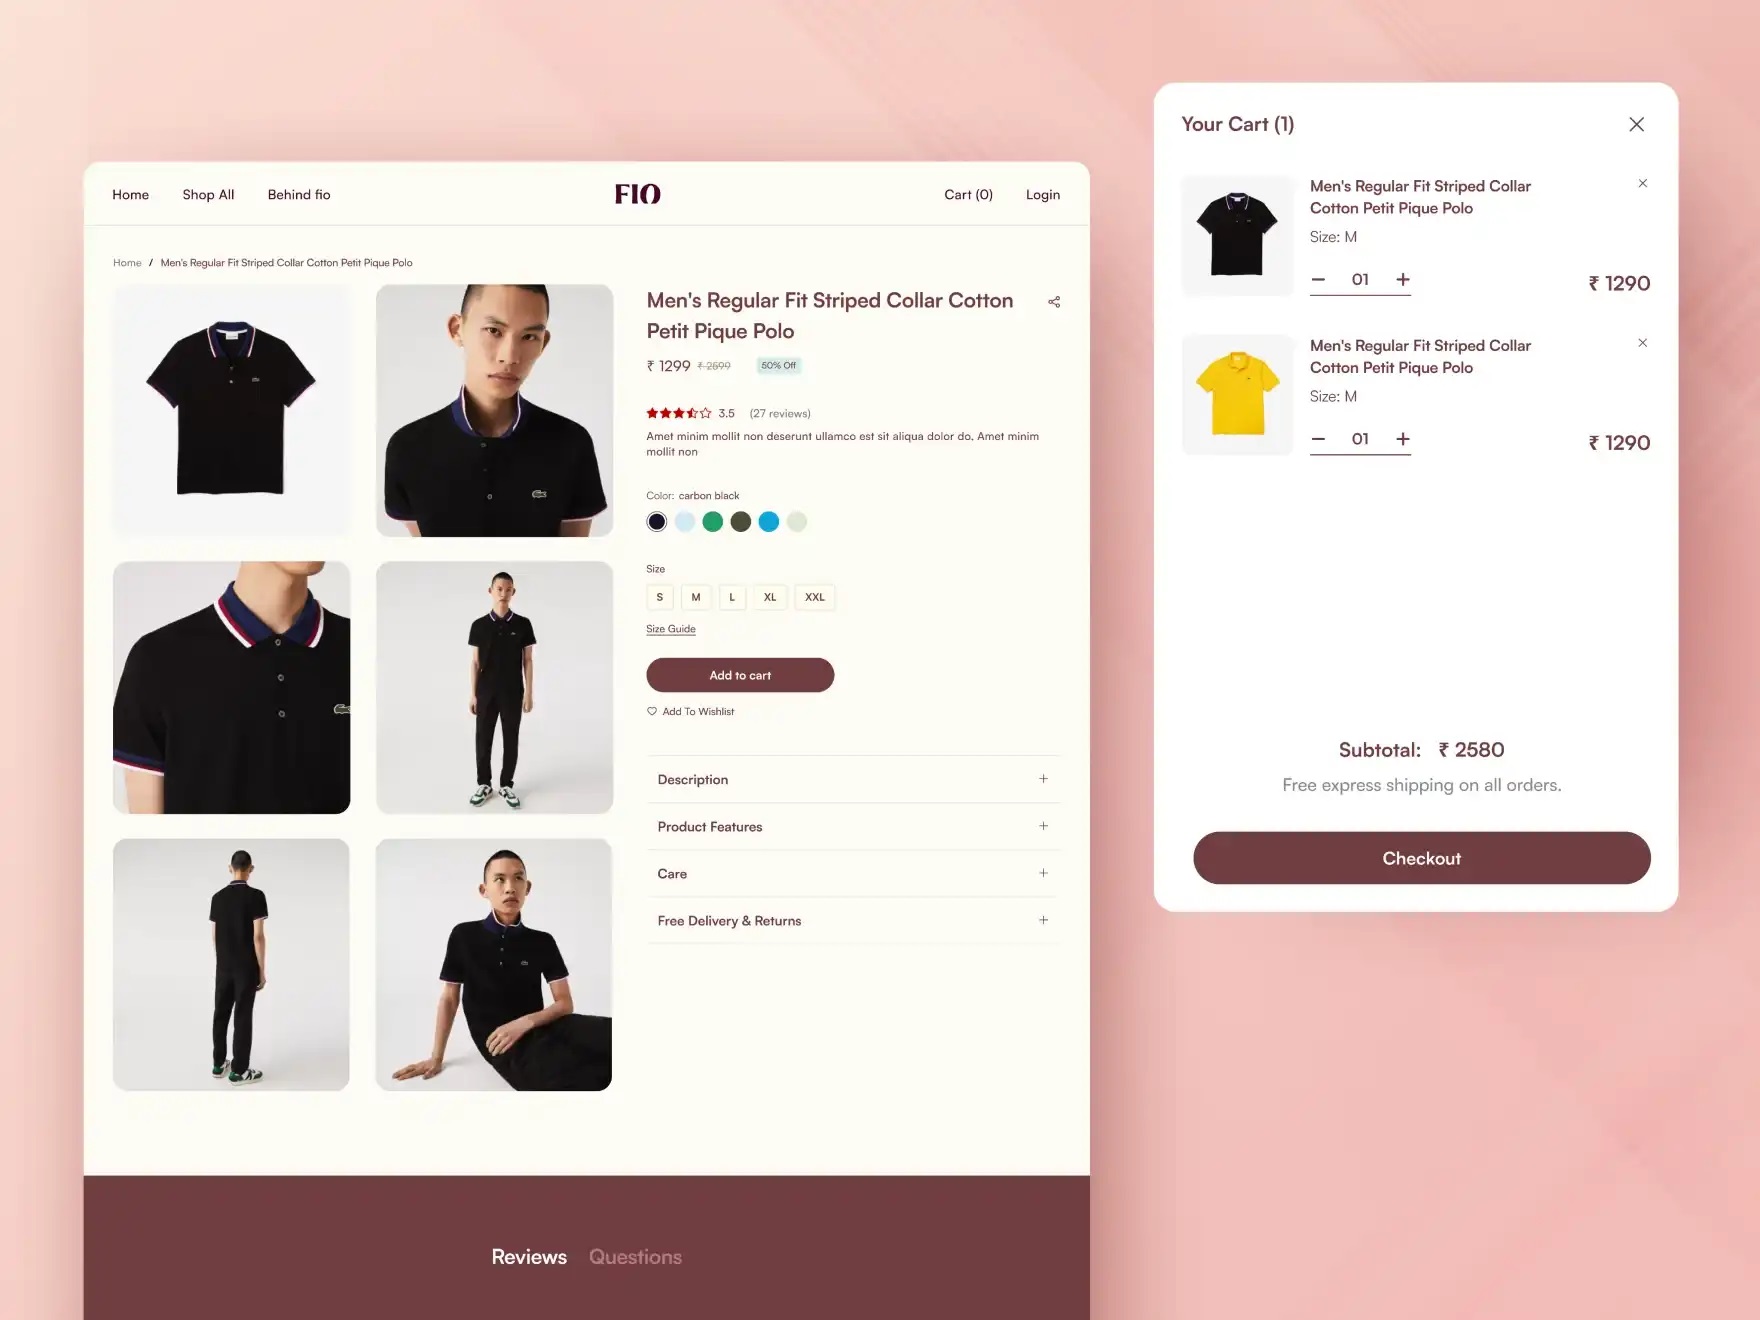 Home Shop All Behind fio FIO Cart (0) Login
Home / Men's Regular Fit Striped Collar Cotton Petit Pique Polo
Men's Regular Fit Striped Collar Cotton
Petit Pique Polo
₹ 1299 ₹ 2599 50% Off
3.5 (27 reviews)
Amet minim mollit non deserunt ullamco est sit aliqua dolor do, Amet minim
mollit non
Color: carbon black
Size
S M L XL XXL
Size Guide
Add to cart
Add To Wishlist
Description
Product Features
Care
Free Delivery & Returns
Reviews Questions
Your Cart (1)
Men's Regular Fit Striped Collar
Cotton Petit Pique Polo
Size: M
01
₹ 1290
Men's Regular Fit Striped Collar
Cotton Petit Pique Polo
Size: M
01
₹ 1290
Subtotal: ₹ 2580
Free express shipping on all orders.
Checkout